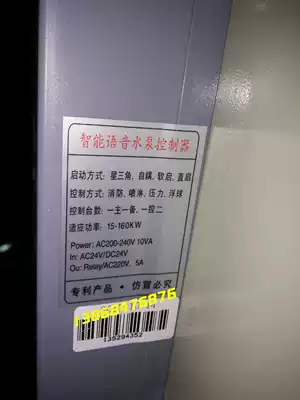 智能语音水泵控制器
启动方式：星三角、自耦、软启、直启
控制方式：消防、喷淋、压力、浮球
控制台数：一主一备、一控二
适应功率：15-160KW
Power: AC200-240V 10VA
In: AC24V/DC24V
Ou: Relay/AC220V、5A
专利产品·仿冒必究
13868476876
135294352